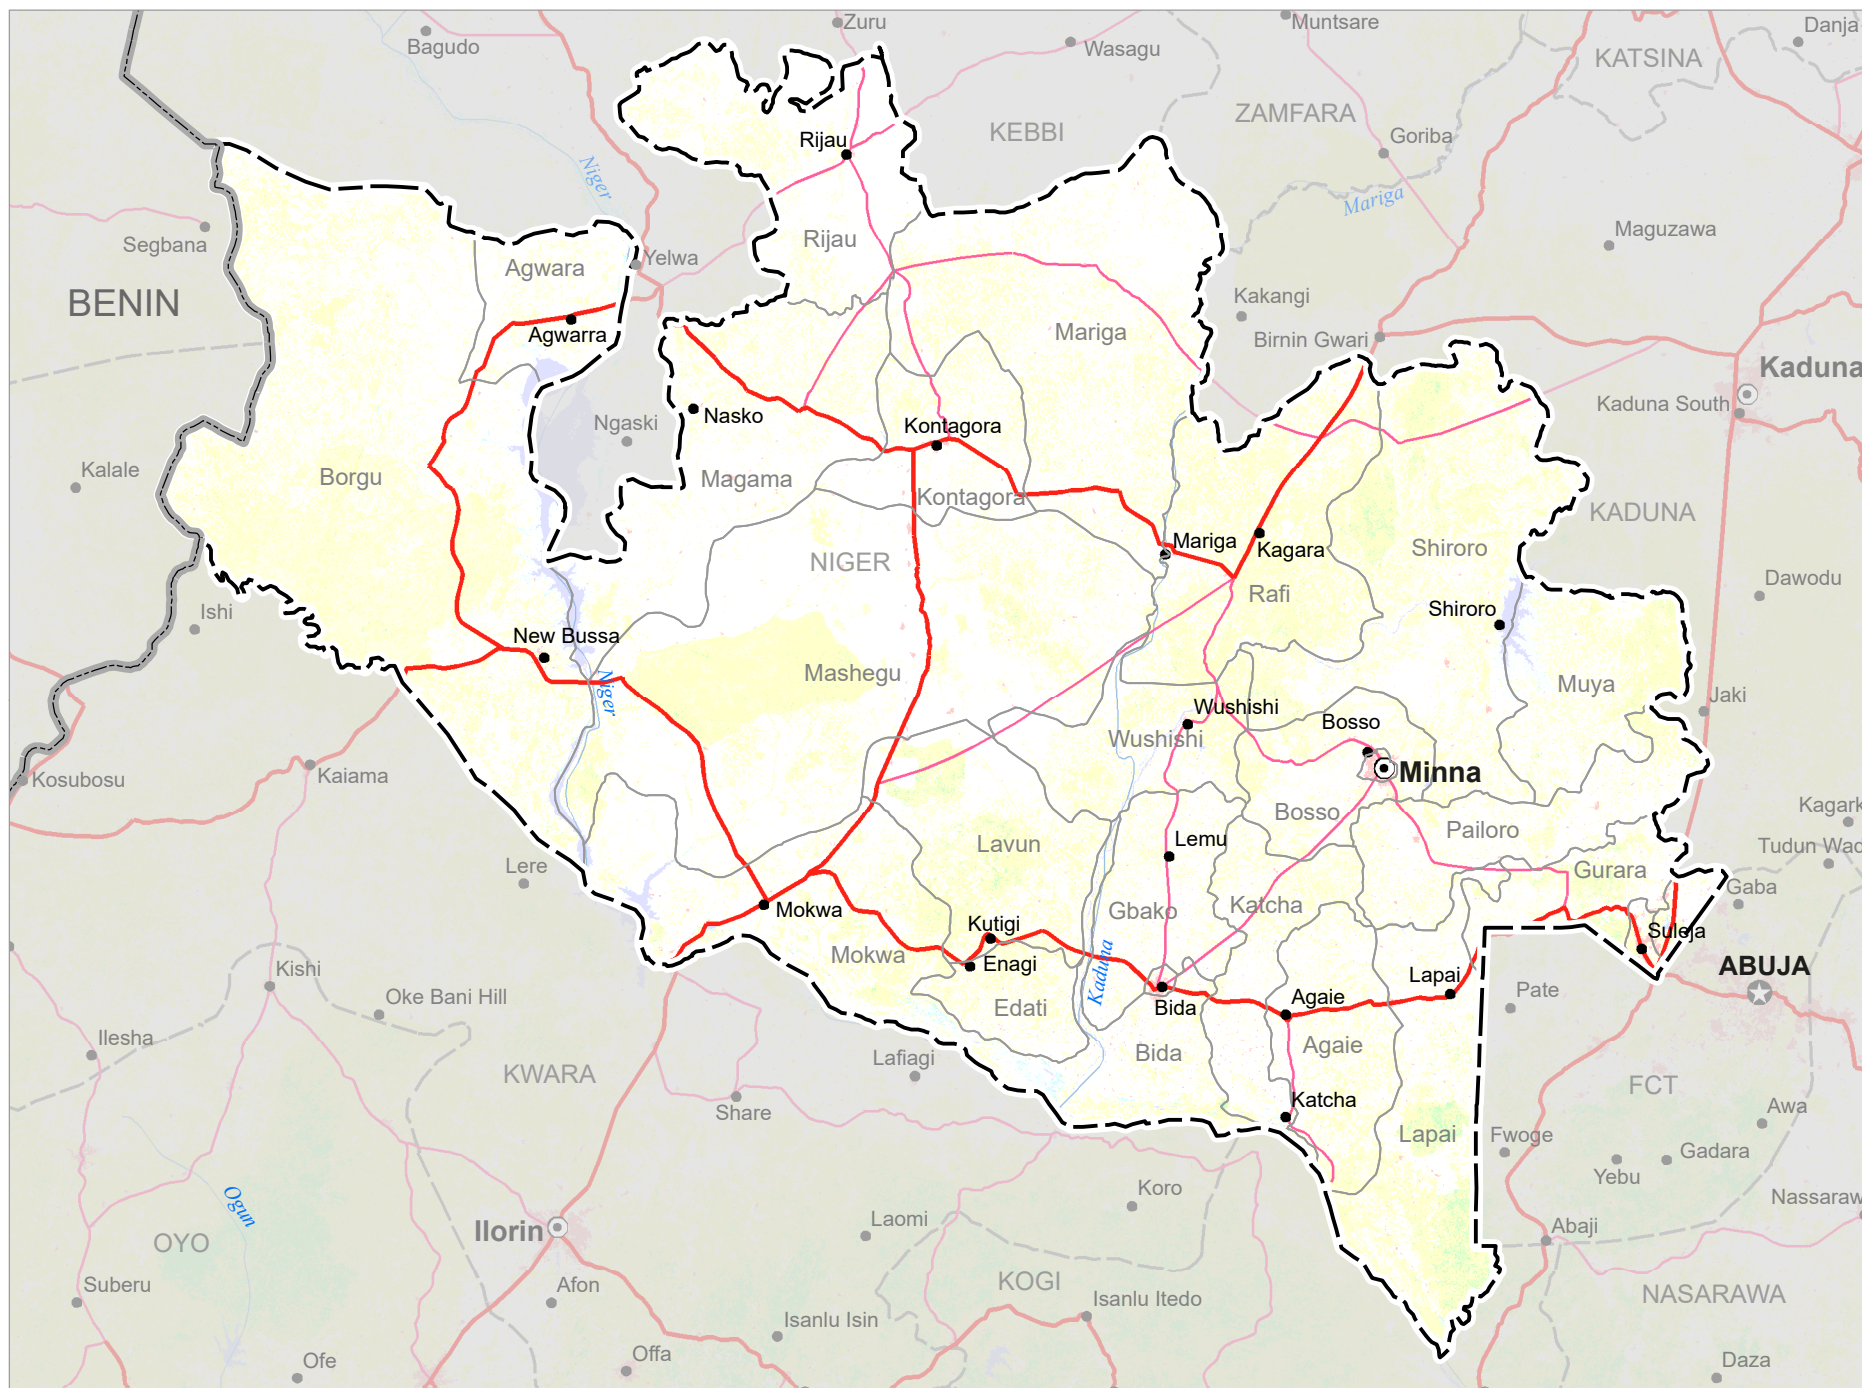 Zuru
Muntsare
Danja
Bagudo
Wasagu
KATSINA
ZAMFARA
KEBBI
Goriba
Rijau
Niger
Mariga
Segbana
Rijau
Maguzawa
Agwara
Yelwa
BENIN
Kakangi
Agwarra
Mariga
Birnin Gwari
Kaduna
Nasko
Ngaski
Kontagora
Kaduna South
Kalale
Borgu
Magama
Kontagora
KADUNA
Mariga
Kagara
Shiroro
NIGER
Rafi
Dawodu
Ishi
Shiroro
New Bussa
Mashegu
Muya
Niger
Jaki
Wushishi
Bosso
Wushishi
Minna
Kosubosu
Kaiama
Kagark
Bosso
Pailoro
Lavun
Lemu
Tudun Wad
Lere
Gurara
Gaba
Mokwa
Gbako
Katcha
Kutigi
Suleja
Mokwa
Enagi
ABUJA
Kishi
Kaduna
Lapai
Oke Bani Hill
Edati
Bida
Agaie
Pate
Ilesha
Lafiagi
Bida
Agaie
KWARA
FCT
Share
Katcha
Awa
Lapai
Fwoge
Gadara
Yebu
Ogun
Koro
Nassaraw
Laomi
Ilorin
Abaji
OYO
Suberu
Afon
KOGI
Isanlu Itedo
NASARAWA
Isanlu Isin
Ofe
Offa
Daza